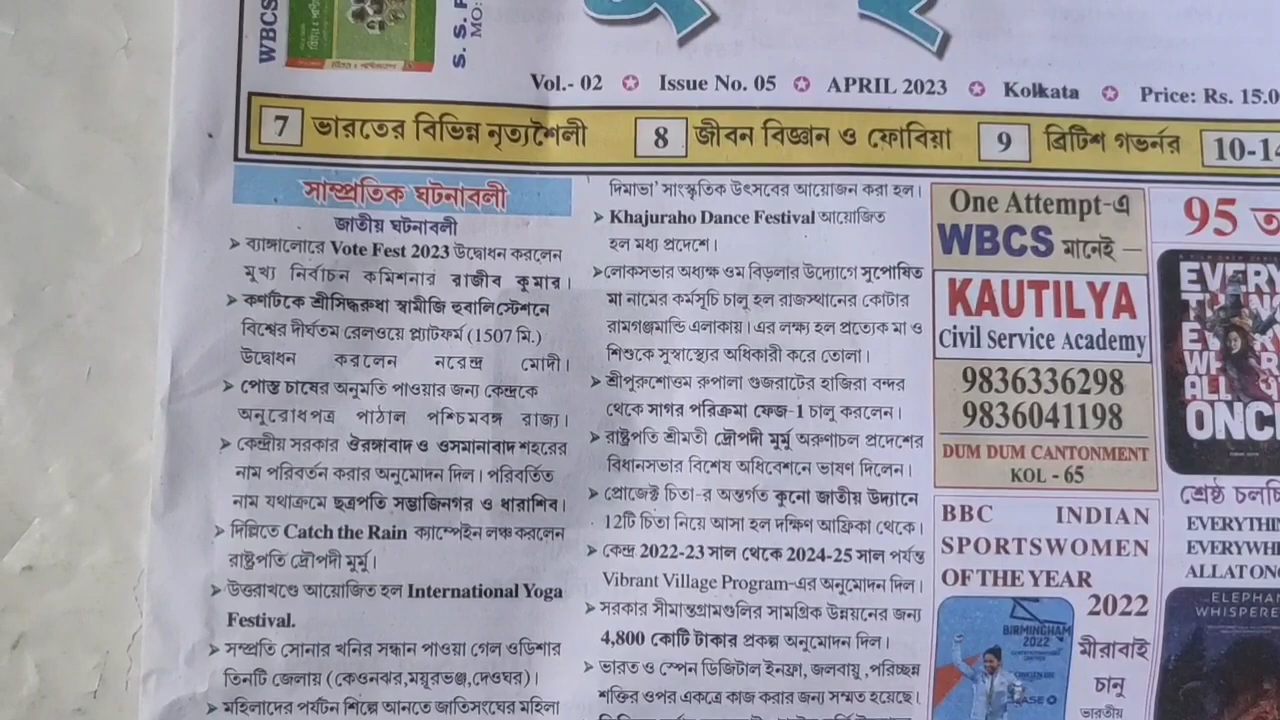 WBCS
S. S. P
MO:
Vol.- 02 ✪ Issue No. 05 ✪ APRIL 2023 ✪ Kolkata ✪ Price: Rs. 15.0
7 ভারতের বিভিন্ন নৃত্যশৈলী 8 জীবন বিজ্ঞান ও ফোবিয়া 9 ব্রিটিশ গভর্নর 10-14
সাম্প্রতিক ঘটনাবলী
জাতীয় ঘটনাবলী
➤ ব্যাঙ্গালোরে Vote Fest 2023 উদ্বোধন করলেন
মুখ্য নির্বাচন কমিশনার রাজীব কুমার।
➤ কর্ণাটকে শ্রীসিদ্ধরুধা স্বামীজি হুবালি স্টেশনে
বিশ্বের দীর্ঘতম রেলওয়ে প্ল্যাটফর্ম (1507 মি.)
উদ্বোধন করলেন নরেন্দ্র মোদী।
➤ পোস্ত চাষের অনুমতি পাওয়ার জন্য কেন্দ্রকে
অনুরোধপত্র পাঠাল পশ্চিমবঙ্গ রাজ্য।
➤ কেন্দ্রীয় সরকার ঔরঙ্গাবাদ ও ওসমানাবাদ শহরের
নাম পরিবর্তন করার অনুমোদন দিল। পরিবর্তিত
নাম যথাক্রমে ছত্রপতি সম্ভাজিনগর ও ধারাশিব।
➤ দিল্লিতে Catch the Rain ক্যাম্পেইন লঞ্চ করলেন
রাষ্ট্রপতি দ্রৌপদী মুর্মু।
➤ উত্তরাখণ্ডে আয়োজিত হল International Yoga
Festival.
➤ সম্প্রতি সোনার খনির সন্ধান পাওয়া গেল ওডিশার
তিনটি জেলায় (কেওনঝর,ময়ূরভঞ্জ,দেওঘর)।
➤ মহিলাদের পর্যটন শিল্পে আনতে জাতিসংঘের মহিলা
দিমাভা' সাংস্কৃতিক উৎসবের আয়োজন করা হল।
➤ Khajuraho Dance Festival আয়োজিত
হল মধ্য প্রদেশে।
➤ লোকসভার অধ্যক্ষ ওম বিড়লার উদ্যোগে সুপোষিত
মা নামের কর্মসূচি চালু হল রাজস্থানের কোটার
রামগঞ্জমান্ডি এলাকায়। এর লক্ষ্য হল প্রত্যেক মা ও
শিশুকে সুস্বাস্থ্যের অধিকারী করে তোলা।
➤ শ্রীপুরুশোত্তম রুপালা গুজরাটের হাজিরা বন্দর
থেকে সাগর পরিক্রমা ফেজ-1 চালু করলেন।
➤ রাষ্ট্রপতি শ্রীমতী দ্রৌপদী মুর্মু অরুণাচল প্রদেশের
বিধানসভার বিশেষ অধিবেশনে ভাষণ দিলেন।
➤ প্রোজেক্ট চিতা-র অন্তর্গত কুনো জাতীয় উদ্যানে
12টি চিতা নিয়ে আসা হল দক্ষিণ আফ্রিকা থেকে।
➤ কেন্দ্র 2022-23 সাল থেকে 2024-25 সাল পর্যন্ত
Vibrant Village Program-এর অনুমোদন দিল।
➤ সরকার সীমান্তগ্রামগুলির সামগ্রিক উন্নয়নের জন্য
4,800 কোটি টাকার প্রকল্প অনুমোদন দিল।
➤ ভারত ও স্পেন ডিজিটাল ইনফ্রা, জলবায়ু ,পরিচ্ছন্ন
শক্তির ওপর একত্রে কাজ করার জন্য সম্মত হয়েছে।
One Attempt-এ
WBCS মানেই —
KAUTILYA
Civil Service Academy
9836336298
9836041198
DUM DUM CANTONMENT
KOL - 65
BBC INDIAN
SPORTSWOMEN
OF THE YEAR
2022
BIRMINGHAM
2022
মীরাবাই
চানু
ভারতীয়
95 ত
EVERY
ALL
ONC
শ্রেষ্ঠ চলচ্চি
EVERYTHIN
EVERYWHE
ALLATONC
ELEPHAN
WHISPERE